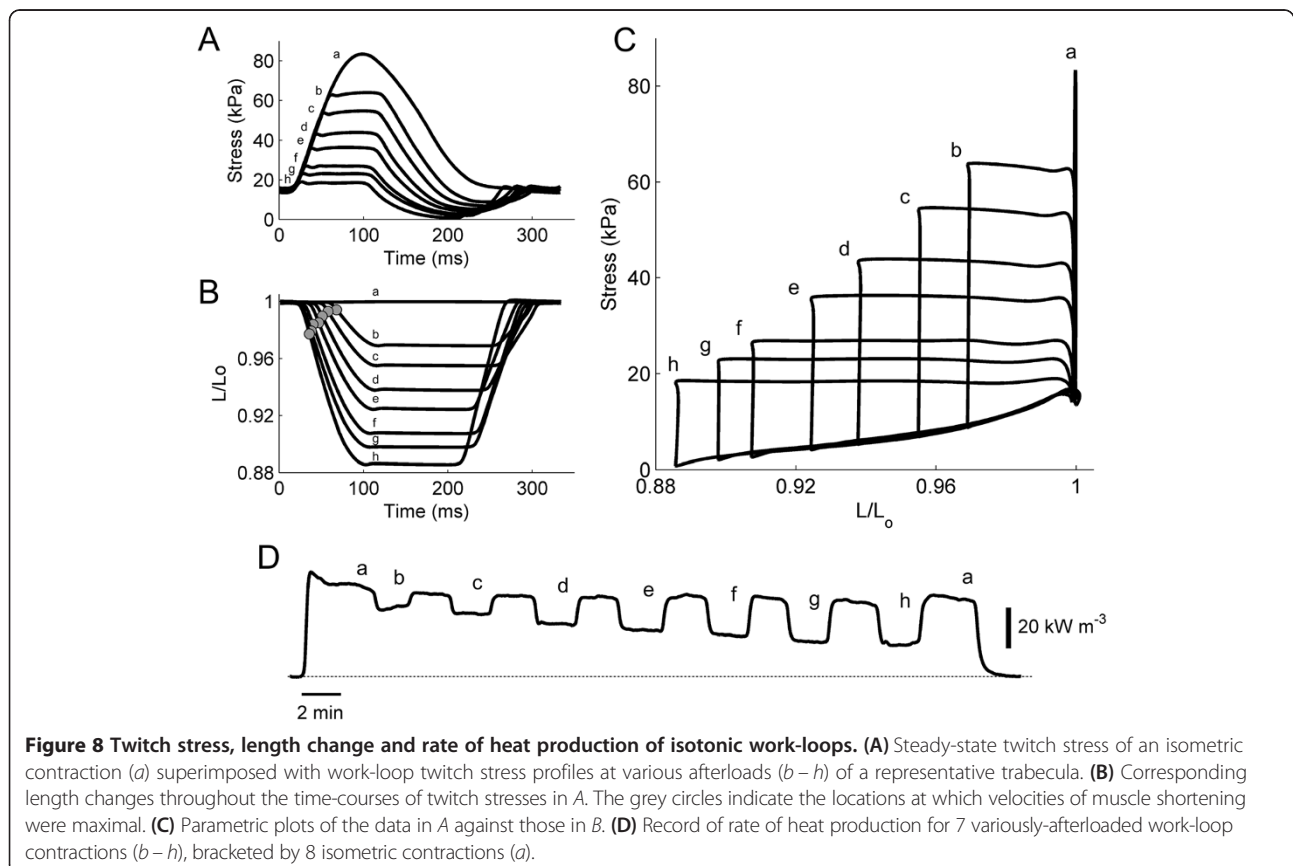 A
80
60
40
20
0
Stress (kPa)
a
b
c
d
e
f
g
h
0 100 200 300
Time (ms)
B
1
0.96
0.92
0.88
L/Lo
a
b
c
d
e
f
g
h
0 100 200 300
Time (ms)
C
80
60
40
20
0
Stress (kPa)
a
b
c
d
e
f
g
h
0.88 0.92 0.96 1
L/Lo
D
a b c d e f g h a
20 kW m-3
2 min
Figure 8 Twitch stress, length change and rate of heat production of isotonic work-loops. (A) Steady-state twitch stress of an isometric
contraction (a) superimposed with work-loop twitch stress profiles at various afterloads (b – h) of a representative trabecula. (B) Corresponding
length changes throughout the time-courses of twitch stresses in A. The grey circles indicate the locations at which velocities of muscle shortening
were maximal. (C) Parametric plots of the data in A against those in B. (D) Record of rate of heat production for 7 variously-afterloaded work-loop
contractions (b – h), bracketed by 8 isometric contractions (a).